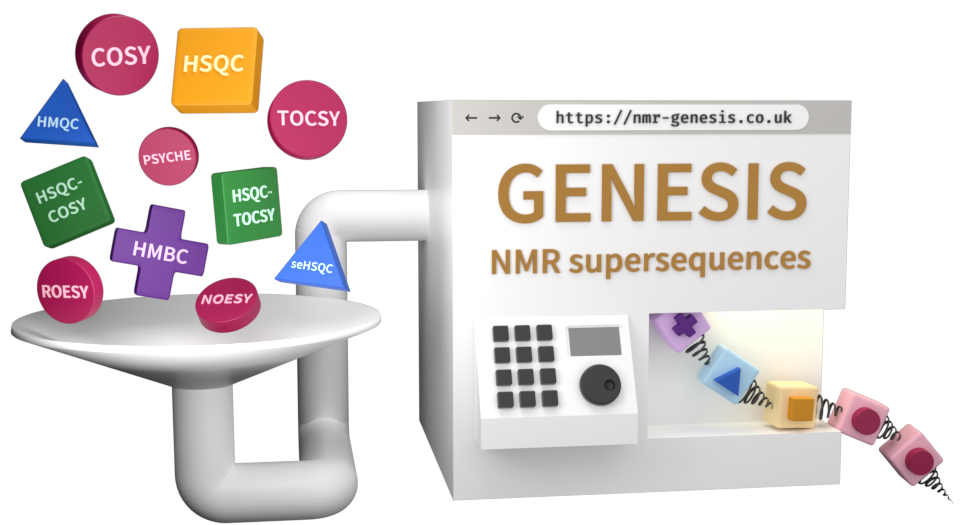 COSY
HSQC
TOCSY
HMQC
PSYCHE
HSQC-
COSY
HSQC-
TOCSY
HMBC
seHSQC
ROESY
NOESY
https://nmr-genesis.co.uk
GENESIS
NMR supersequences